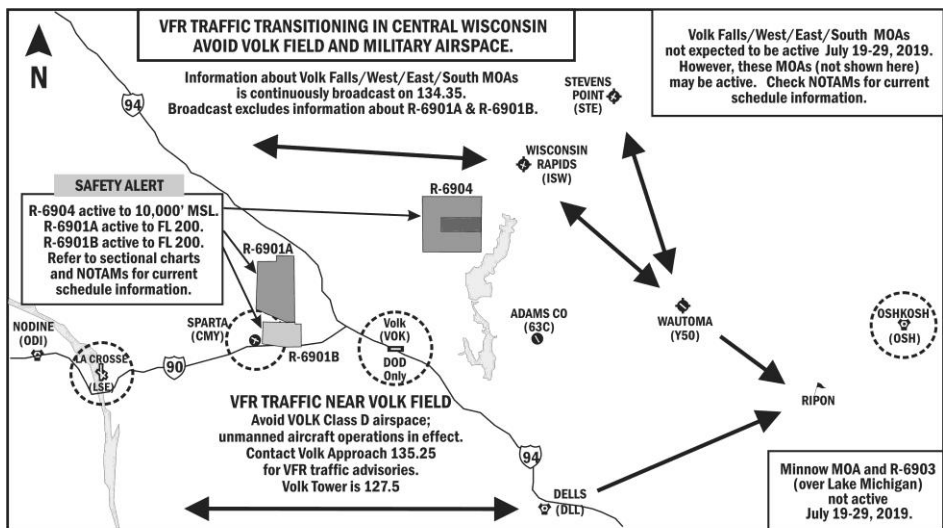 VFR TRAFFIC TRANSITIONING IN CENTRAL WISCONSIN
AVOID VOLK FIELD AND MILITARY AIRSPACE.
Volk Falls/West/East/South MOAs
not expected to be active  July 19-29, 2019.
However, these MOAs (not shown here)
may be active.   Check NOTAMs for current
schedule information.
N
94
Information about Volk Falls/West/East/South MOAs
is continuously broadcast on 134.35.
Broadcast excludes information about R-6901A & R-6901B.
STEVENS
POINT
(STE)
WISCONSIN
RAPIDS
(ISW)
SAFETY ALERT
R-6904 active to 10,000’ MSL.
R-6901A active to FL 200.
R-6901B active to FL 200.
Refer to sectional charts
and NOTAMs for current
schedule information.
R-6904
R-6901A
NODINE
(ODI)
LA CROSSE
(LSE)
90
SPARTA
(CMY)
R-6901B
Volk
(VOK)
DOD
Only
ADAMS CO
(63C)
WAUTOMA
(Y50)
OSHKOSH
(OSH)
RIPON
VFR TRAFFIC NEAR VOLK FIELD
Avoid VOLK Class D airspace;
unmanned aircraft operations in effect.
Contact Volk Approach 135.25
for VFR traffic advisories.
Volk Tower is 127.5
94
DELLS
(DLL)
Minnow MOA and R-6903
(over Lake Michigan)
not active
July 19-29, 2019.